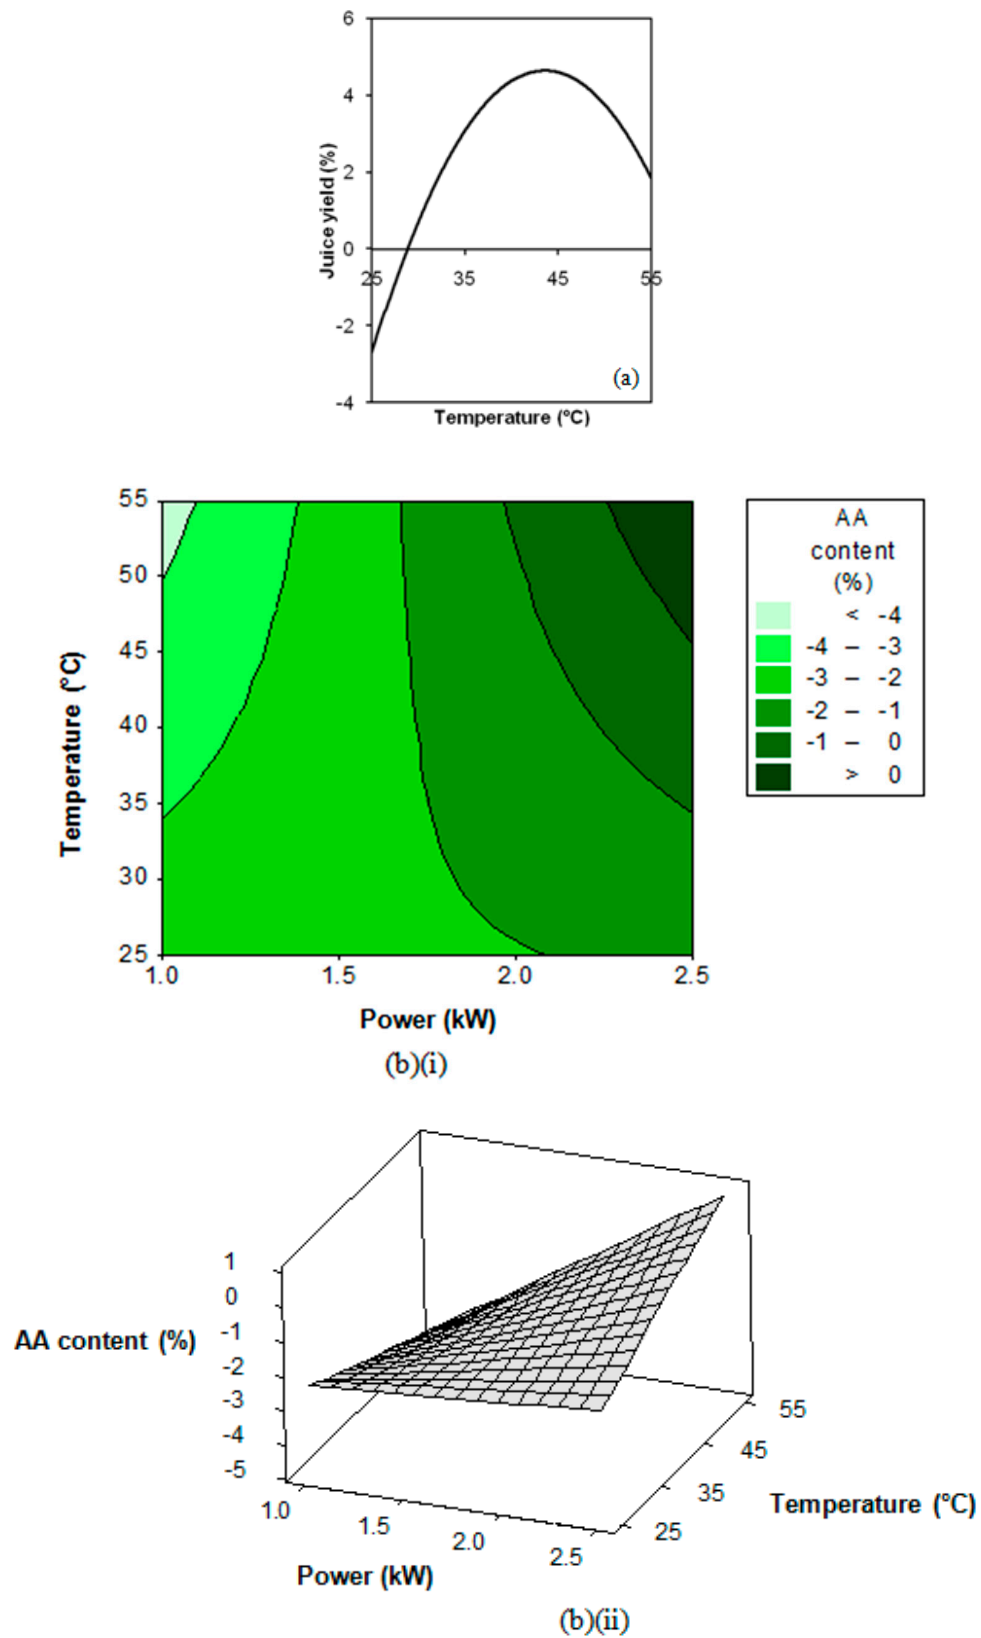 6
4
2
0
-2
-4
Juice yield (%)
25 35 45 55
(a)
Temperature (°C)
55
50
45
40
35
30
25
Temperature (°C)
1.0 1.5 2.0 2.5
Power (kW)
AA
content
(%)
< -4
-4 – -3
-3 – -2
-2 – -1
-1 – 0
> 0
(b)(i)
1
0
-1
-2
-3
-4
-5
AA content (%)
1.0 1.5 2.0 2.5
Power (kW)
55
45
35
25
Temperature (°C)
(b)(ii)